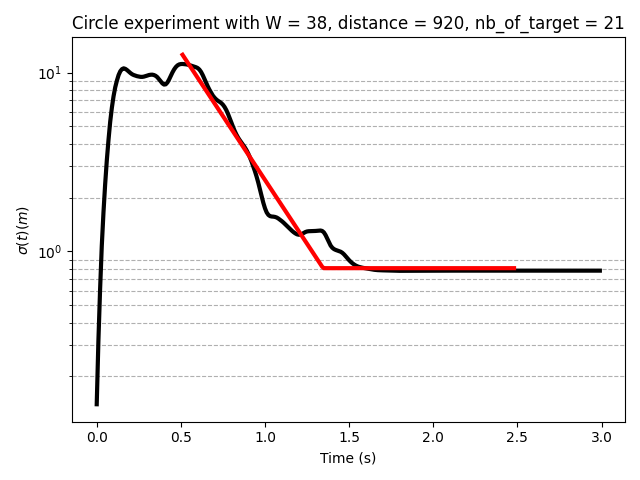 Circle experiment with W = 38, distance = 920, nb_of_target = 21
10¹
10⁰
σ(t)(m)
0.0 0.5 1.0 1.5 2.0 2.5 3.0
Time (s)